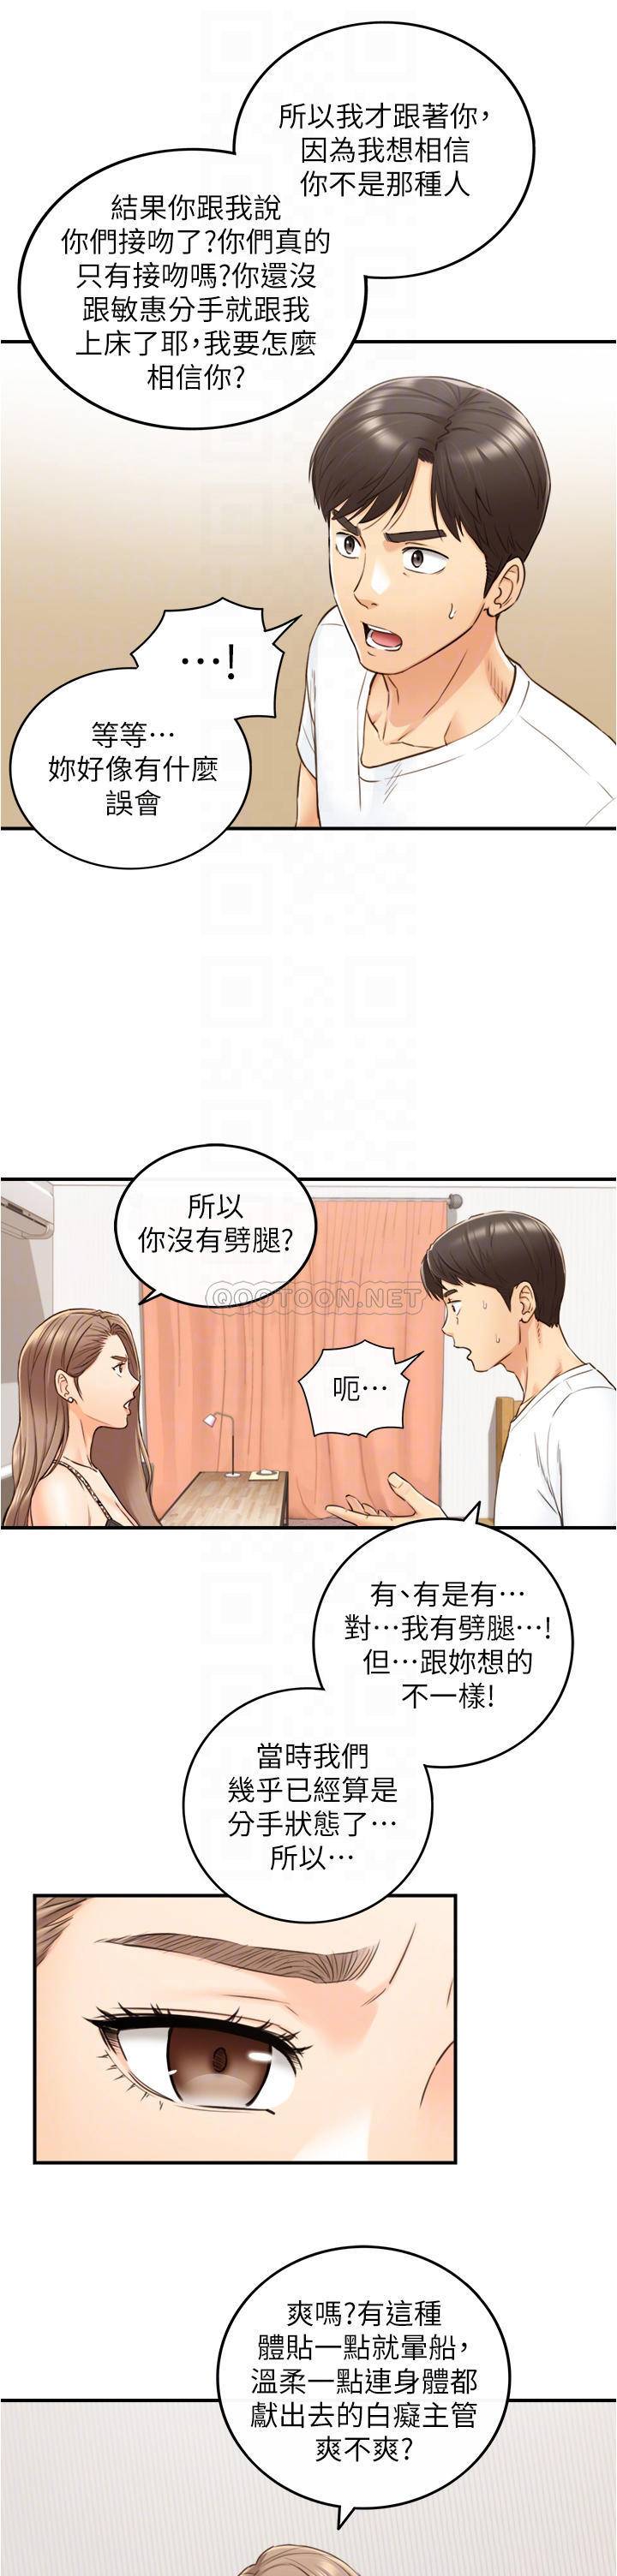 所以我才跟著你，
因為我想相信
你不是那種人
結果你跟我說
你們接吻了?你們真的
只有接吻嗎?你還沒
跟敏惠分手就跟我
上床了耶，我要怎麼
相信你?
…!
等等…
妳好像有什麼
誤會
所以
你沒有劈腿?
QOOTOON.NET
呃…
有、有是有…
對…我有劈腿…!
但…跟妳想的
不一樣!
當時我們
幾乎已經算是
分手狀態了…
所以…
爽嗎?有這種
體貼一點就暈船，
溫柔一點連身體都
獻出去的白癡主管
爽不爽?